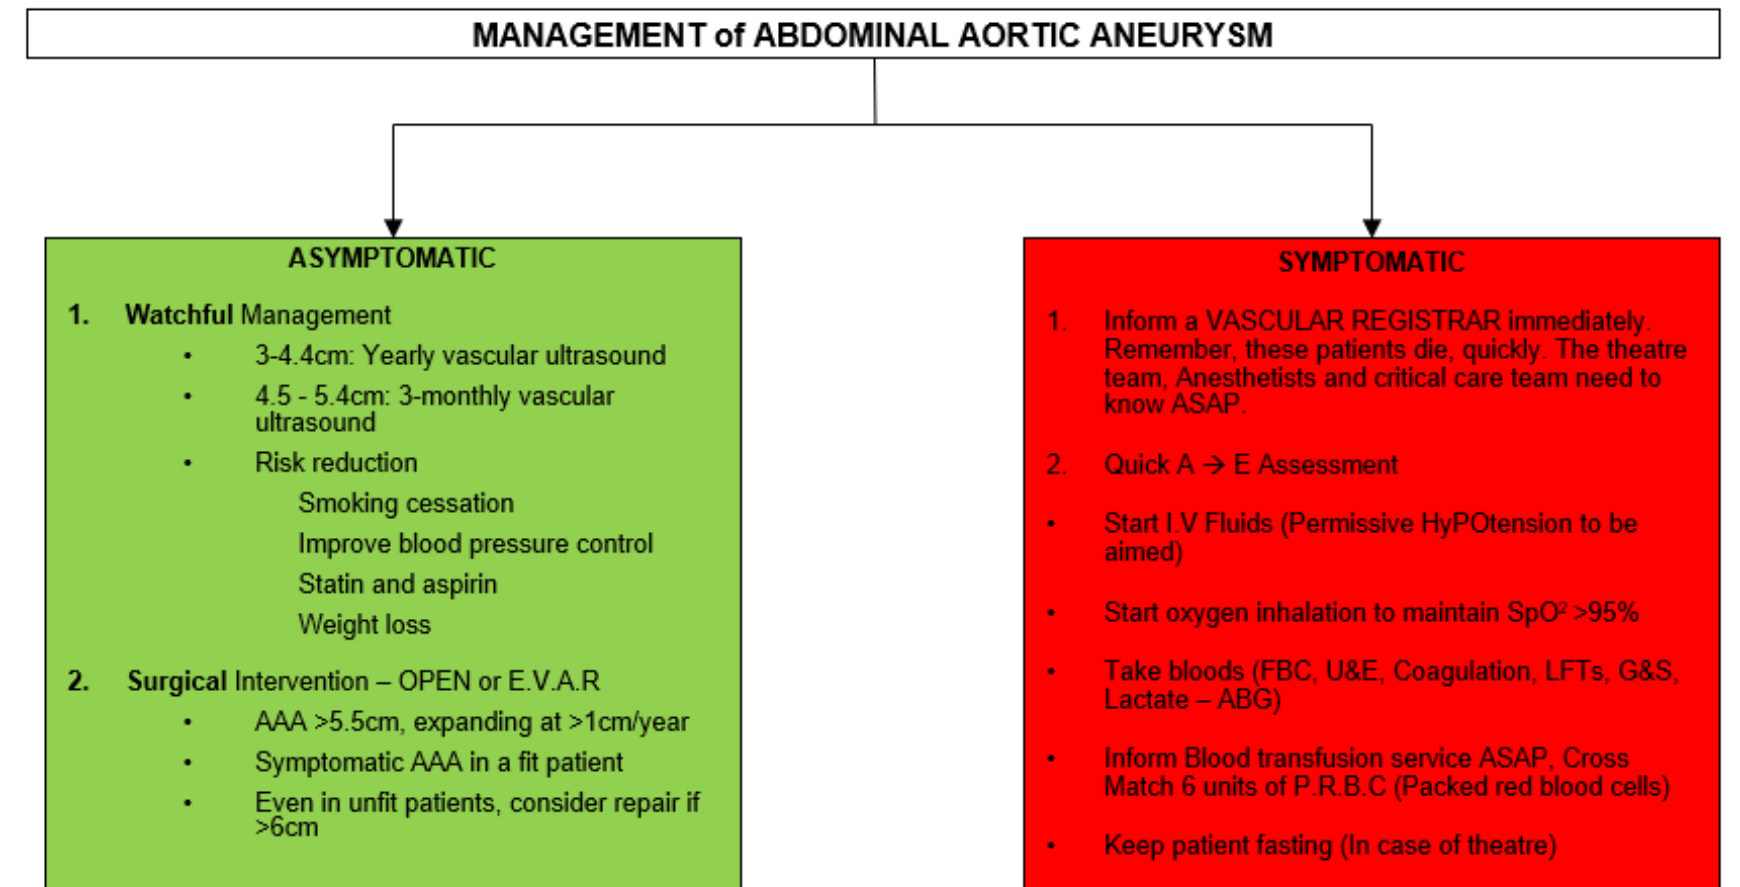 MANAGEMENT of ABDOMINAL AORTIC ANEURYSM
ASYMPTOMATIC
1. Watchful Management
• 3-4.4cm: Yearly vascular ultrasound
• 4.5 - 5.4cm: 3-monthly vascular
ultrasound
• Risk reduction
Smoking cessation
Improve blood pressure control
Statin and aspirin
Weight loss
2. Surgical Intervention – OPEN or E.V.A.R
• AAA >5.5cm, expanding at >1cm/year
• Symptomatic AAA in a fit patient
• Even in unfit patients, consider repair if
>6cm
SYMPTOMATIC
1. Inform a VASCULAR REGISTRAR immediately.
Remember, these patients die, quickly. The theatre
team, Anesthetists and critical care team need to
know ASAP.
2. Quick A → E Assessment
• Start I.V Fluids (Permissive HyPOtension to be
aimed)
• Start oxygen inhalation to maintain SpO² >95%
• Take bloods (FBC, U&E, Coagulation, LFTs, G&S,
Lactate – ABG)
• Inform Blood transfusion service ASAP, Cross
Match 6 units of P.R.B.C (Packed red blood cells)
• Keep patient fasting (In case of theatre)